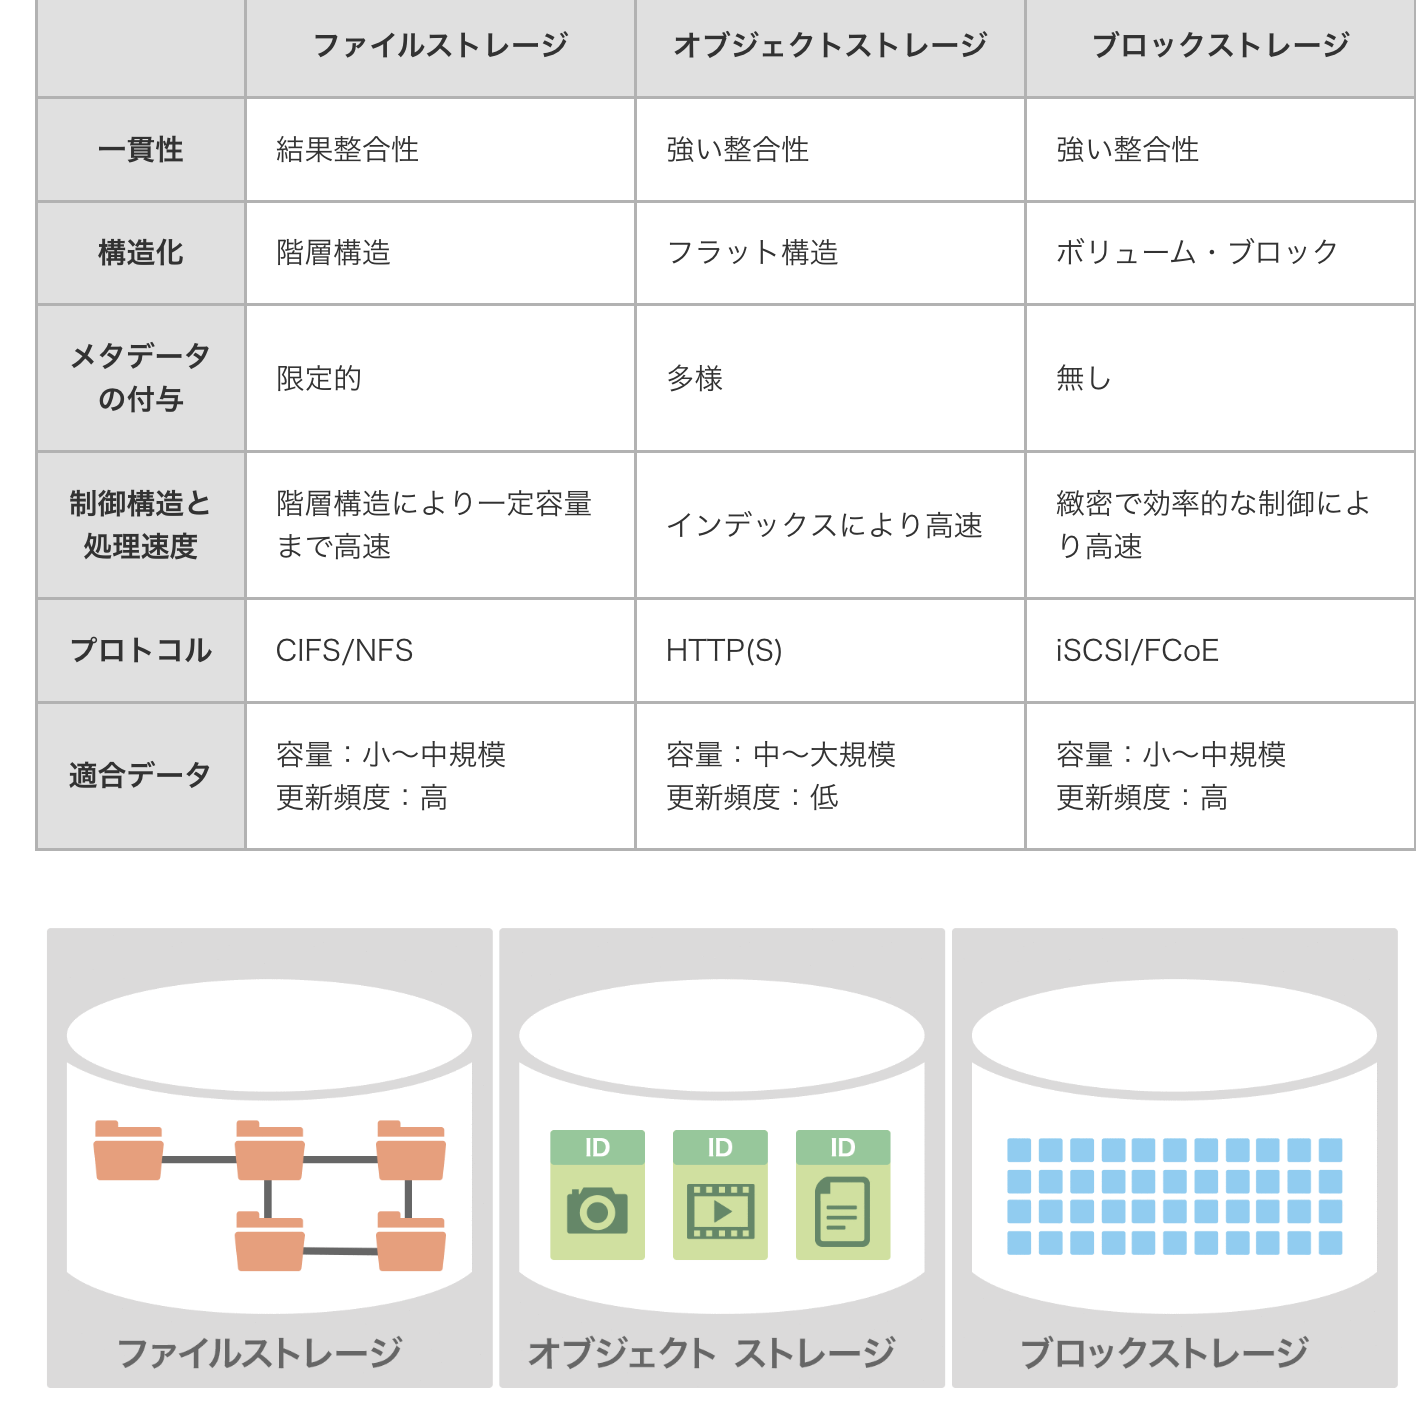 ファイルストレージ
オブジェクトストレージ
ブロックストレージ
一貫性
結果整合性
強い整合性
強い整合性
構造化
階層構造
フラット構造
ボリューム・ブロック
メタデータ
の付与
限定的
多様
無し
制御構造と
処理速度
階層構造により一定容量
まで高速
インデックスにより高速
緻密で効率的な制御によ
り高速
プロトコル
CIFS/NFS
HTTP(S)
iSCSI/FCoE
適合データ
容量：小〜中規模
更新頻度：高
容量：中〜大規模
更新頻度：低
容量：小〜中規模
更新頻度：高
ID
ID
ID
ファイルストレージ
オブジェクト ストレージ
ブロックストレージ